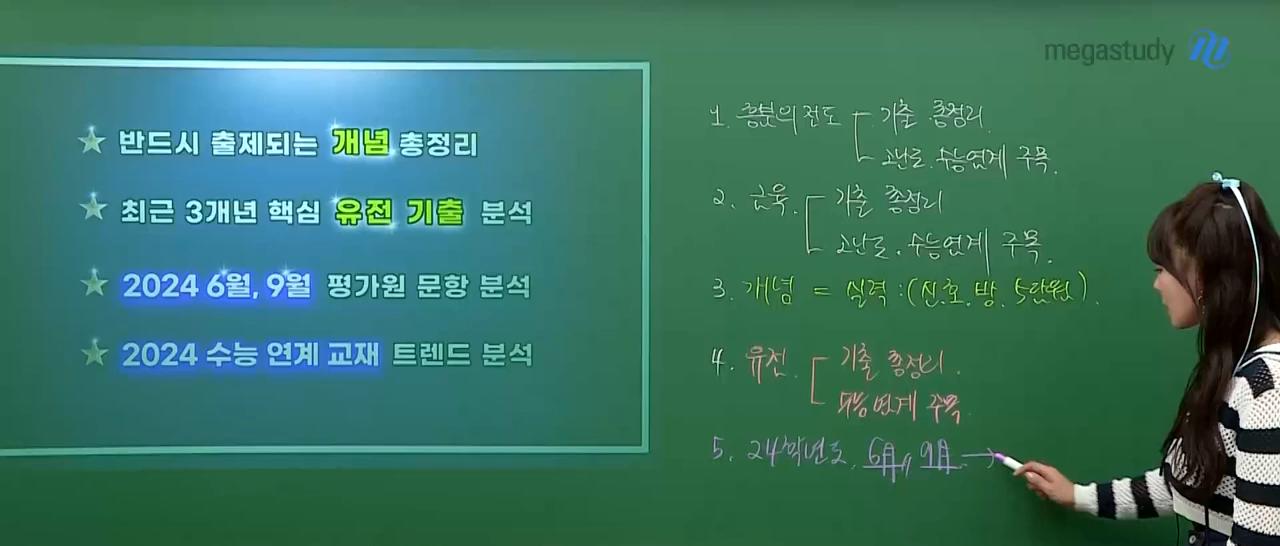 megastudy
반드시 출제되는 개념 총정리
최근 3개년 핵심 유전 기출 분석
2024 6월, 9월 평가원 문항 분석
2024 수능 연계 교재 트렌드 분석
1. 흥분의 전도 기출 총정리.
고난도. 수능연계 주목.
2. 근육. 기출 총정리
고난도. 수능연계 주목.
3. 개념 = 실력 : (신.호.방. 5단원).
4. 유전. 기출 총정리.
수능연계 주목.
5. 24학년도. 6月, 9月 →